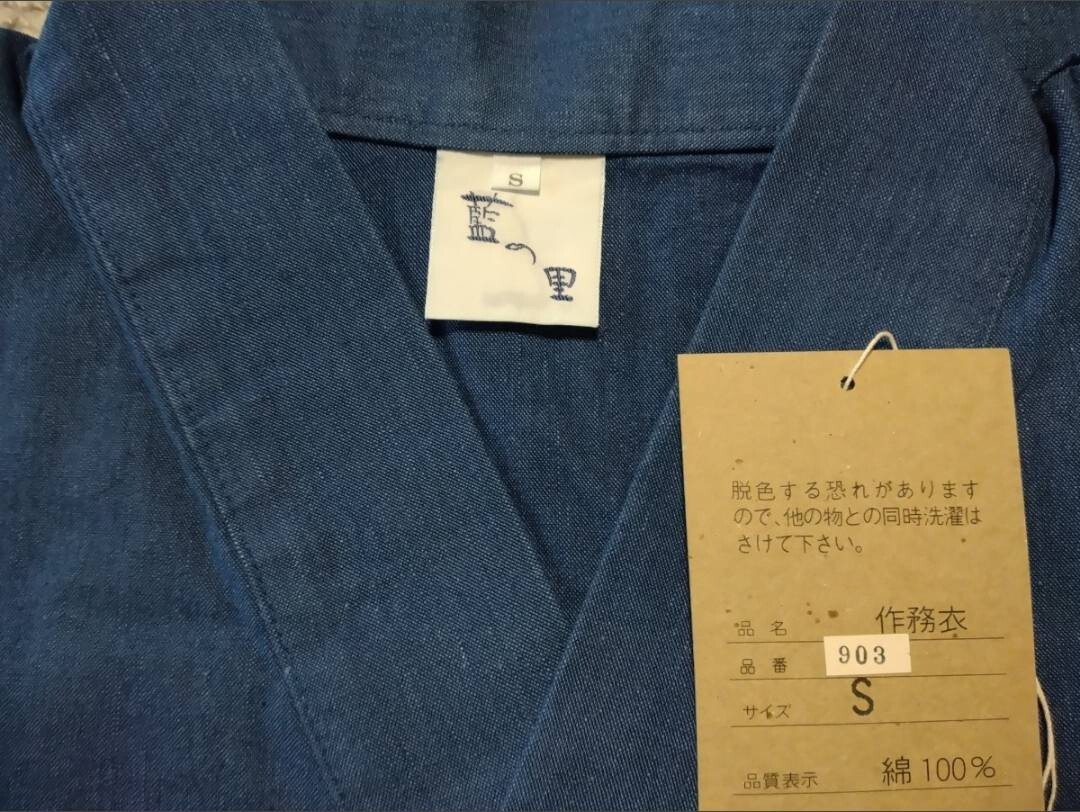 S
藍の里
脱色する恐れがあります
ので、他の物との同時洗濯は
さけて下さい。
品名 作務衣
品番 903
サイズ S
品質表示 綿100%